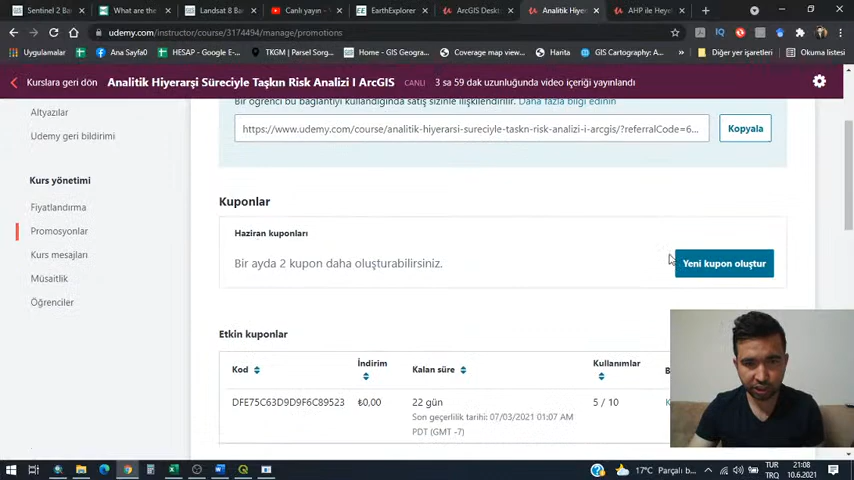 Sentinel 2 Ba
What are the
Landsat 8 Ban
Canlı yayın - Y
EarthExplorer
ArcGIS Deskt
Analitik Hiyer
AHP ile Heye
udemy.com/instructor/course/3174494/manage/promotions
Uygulamalar
Ana Sayfa0
HESAP - Google E...
TKGM | Parsel Sorg...
Home - GIS Geogra...
Coverage map view...
Harita
GIS Cartography: A...
Diğer yer işaretleri
Okuma listesi
Kurslara geri dön
Analitik Hiyerarşi Süreciyle Taşkın Risk Analizi I ArcGIS
CANLI
3 sa 59 dak uzunluğunda video içeriği yayınlandı
Altyazılar
Udemy geri bildirimi
Kurs yönetimi
Fiyatlandırma
Promosyonlar
Kurs mesajları
Müsaitlik
Öğrenciler
Bir öğrenci bu bağlantıyı kullandığında satış sizinle ilişkilendirilir. Daha fazla bilgi edinin
https://www.udemy.com/course/analitik-hiyerarsi-sureciyle-taskn-risk-analizi-i-arcgis/?referralCode=6...
Kopyala
Kuponlar
Haziran kuponları
Bir ayda 2 kupon daha oluşturabilirsiniz.
Yeni kupon oluştur
Etkin kuponlar
Kod
İndirim
Kalan süre
Kullanımlar
DFE75C63D9D9F6C89523
₺0,00
22 gün
5 / 10
Son geçerlilik tarihi: 07/03/2021 01:07 AM
PDT (GMT -7)
17°C Parçalı b...
TUR
TRQ
21:08
10.6.2021